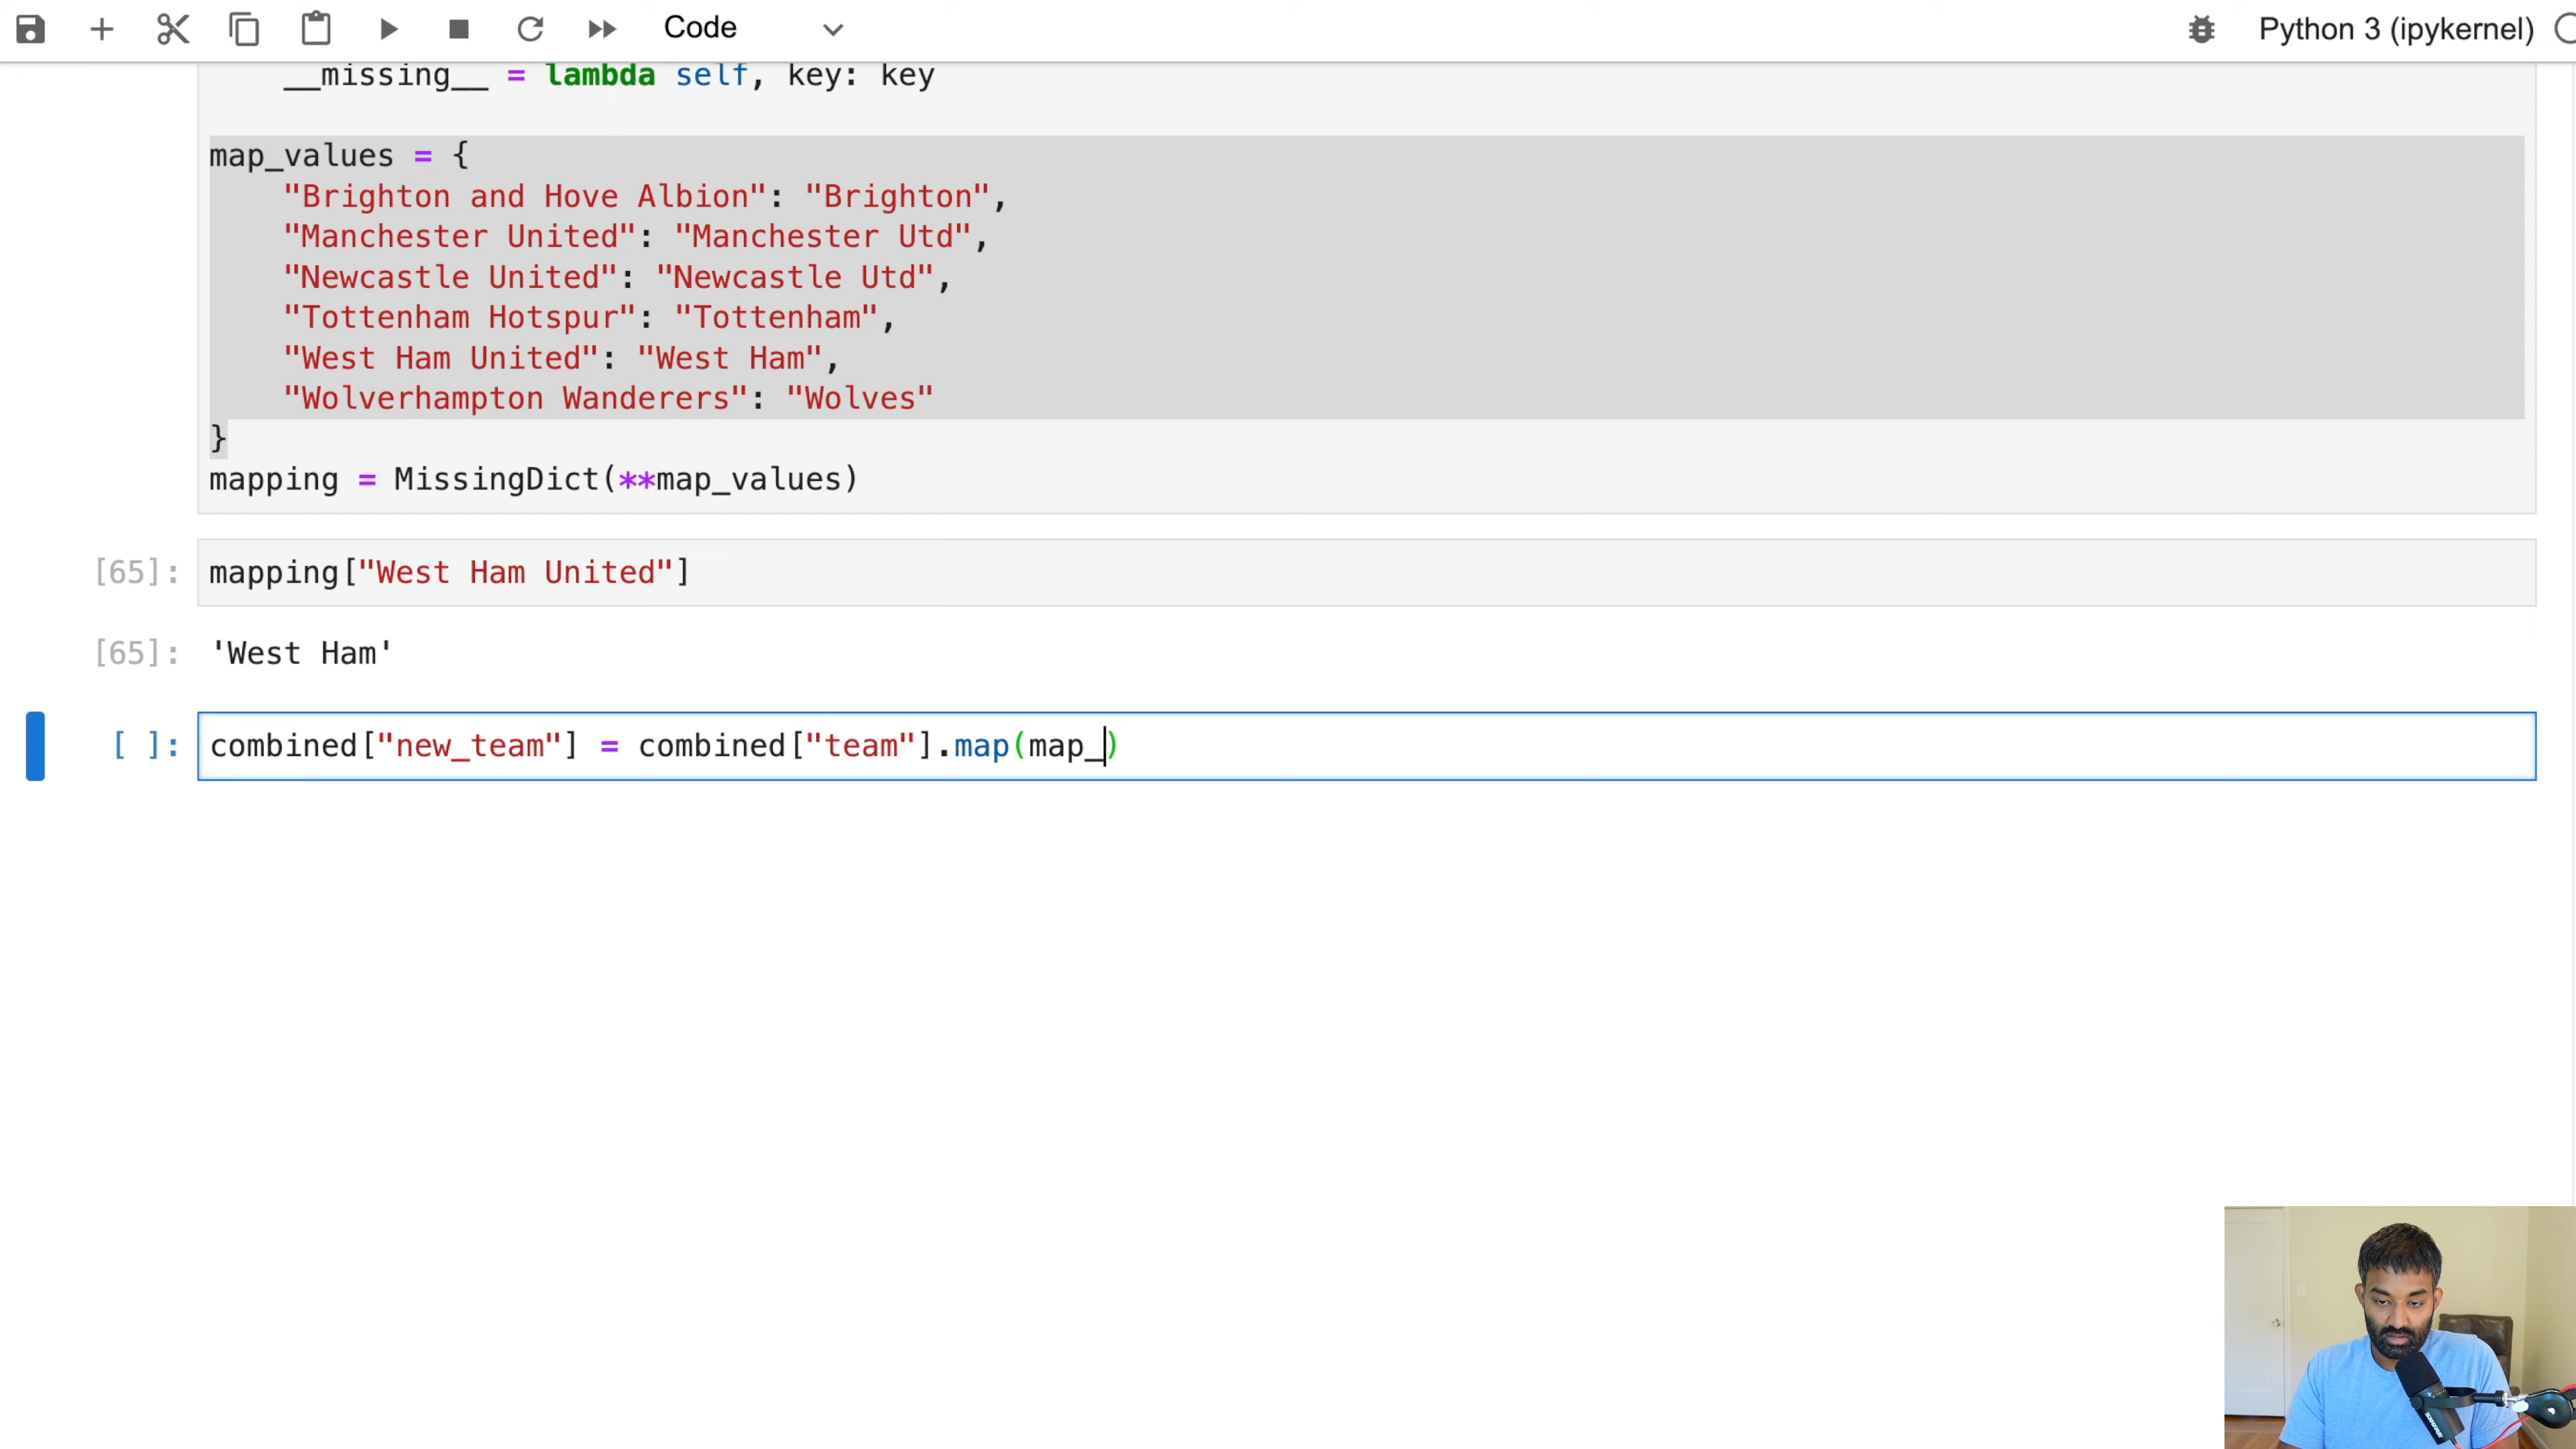 Code
Python 3 (ipykernel)
__missing__ = lambda self, key: key
map_values = {
"Brighton and Hove Albion": "Brighton",
"Manchester United": "Manchester Utd",
"Newcastle United": "Newcastle Utd",
"Tottenham Hotspur": "Tottenham",
"West Ham United": "West Ham",
"Wolverhampton Wanderers": "Wolves"
}
mapping = MissingDict(**map_values)
[65]: mapping["West Ham United"]
[65]: 'West Ham'
[ ]: combined["new_team"] = combined["team"].map(map_)